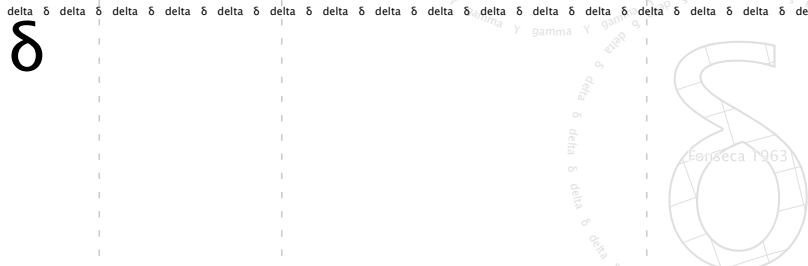 delta δ delta δ delta δ delta δ delta δ delta δ delta δ delta δ delta δ delta δ delta δ delta δ delta δ delta δ delta δ de
δ
gamma γ gamma γ gamma
δ delta δ delta δ delta δ delta δ delta
δ
Fonseca 1963